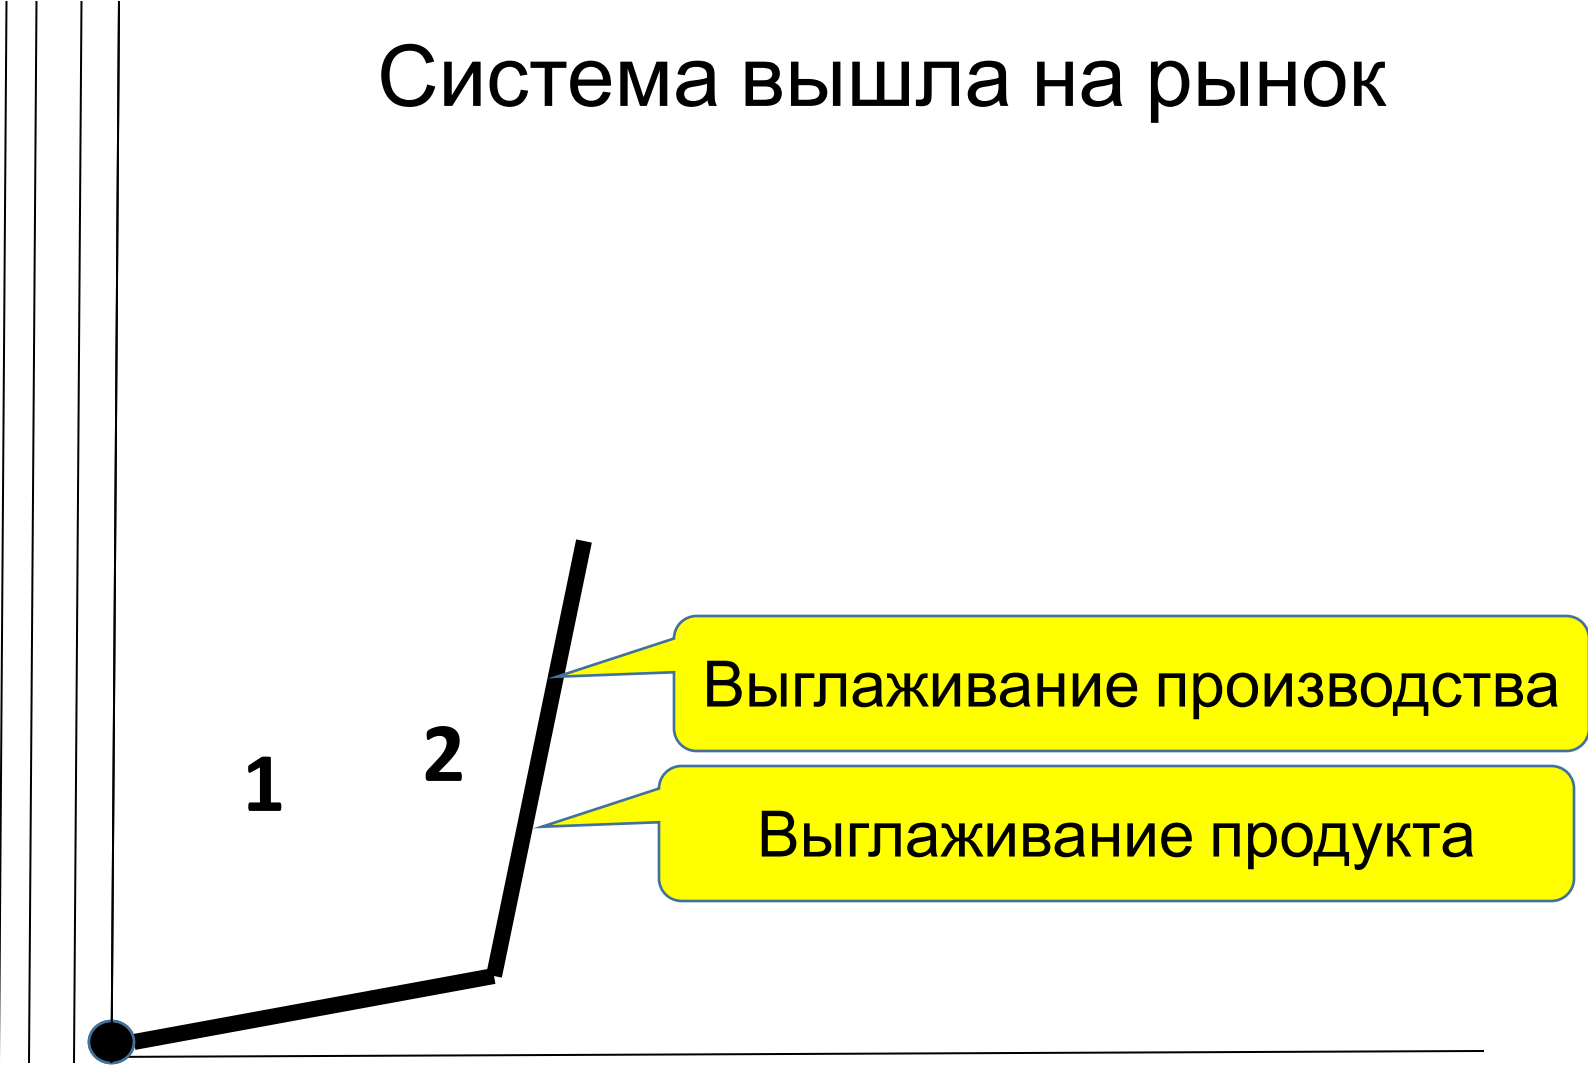 Система вышла на рынок
Выглаживание производства
2
1
Выглаживание продукта